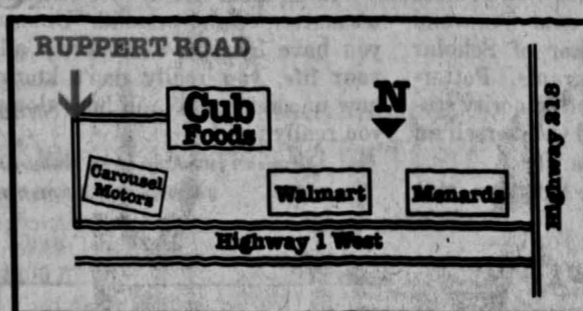 RUPPERT ROAD
Cub
Foods
N
Carousel
Motors
Walmart
Menards
Highway 1 West
Highway 218